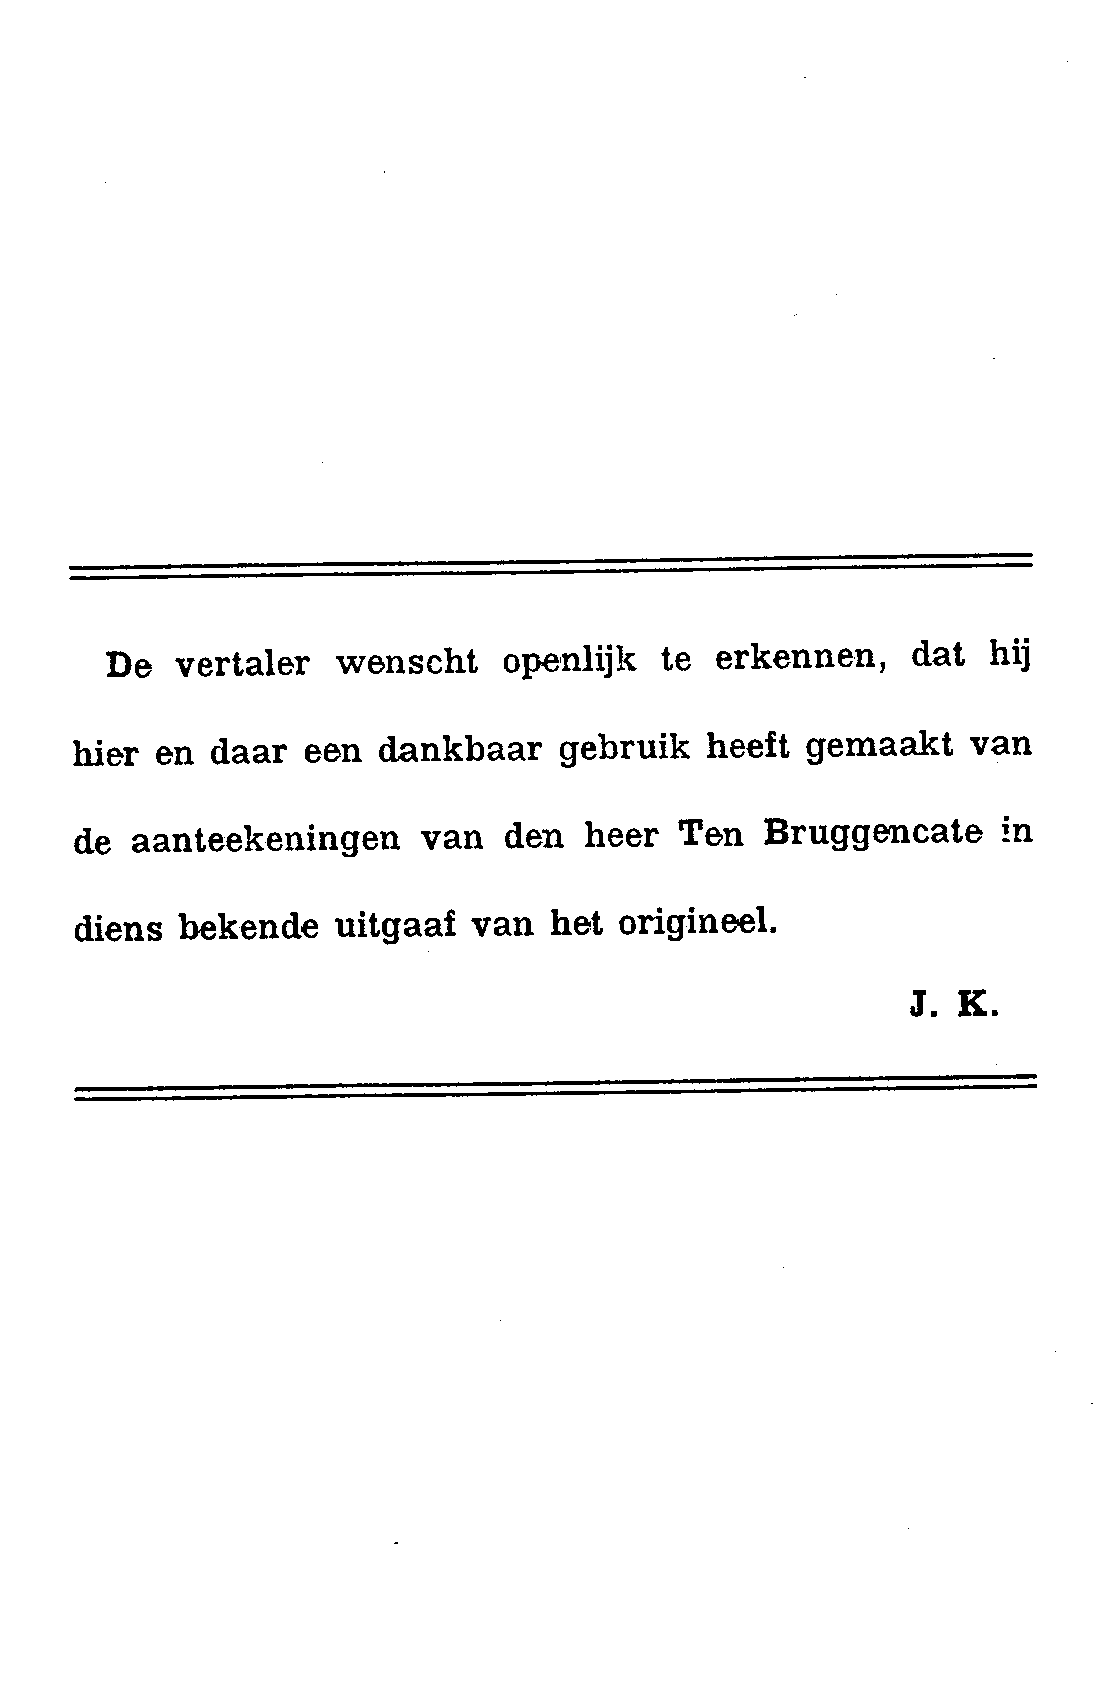 De vertaler wenscht openlijk te erkennen, dat hij
hier en daar een dankbaar gebruik heeft gemaakt van
de aanteekeningen van den heer Ten Bruggencate in
diens bekende uitgaaf van het origineel.
J. K.